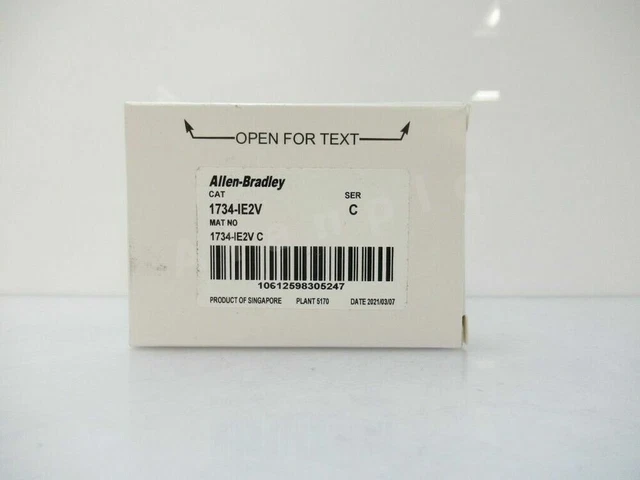 OPEN FOR TEXT
Allen-Bradley
CAT SER
1734-IE2V C
MAT NO
1734-IE2V C
10612598305247
PRODUCT OF SINGAPORE PLANT 5170 DATE 2021/03/07